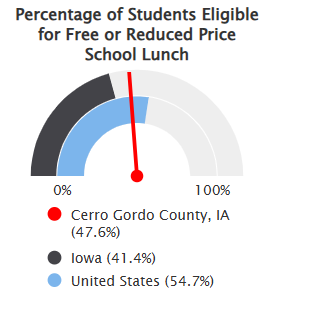 Percentage of Students Eligible
for Free or Reduced Price
School Lunch
0%
100%
Cerro Gordo County, IA
(47.6%)
Iowa (41.4%)
United States (54.7%)